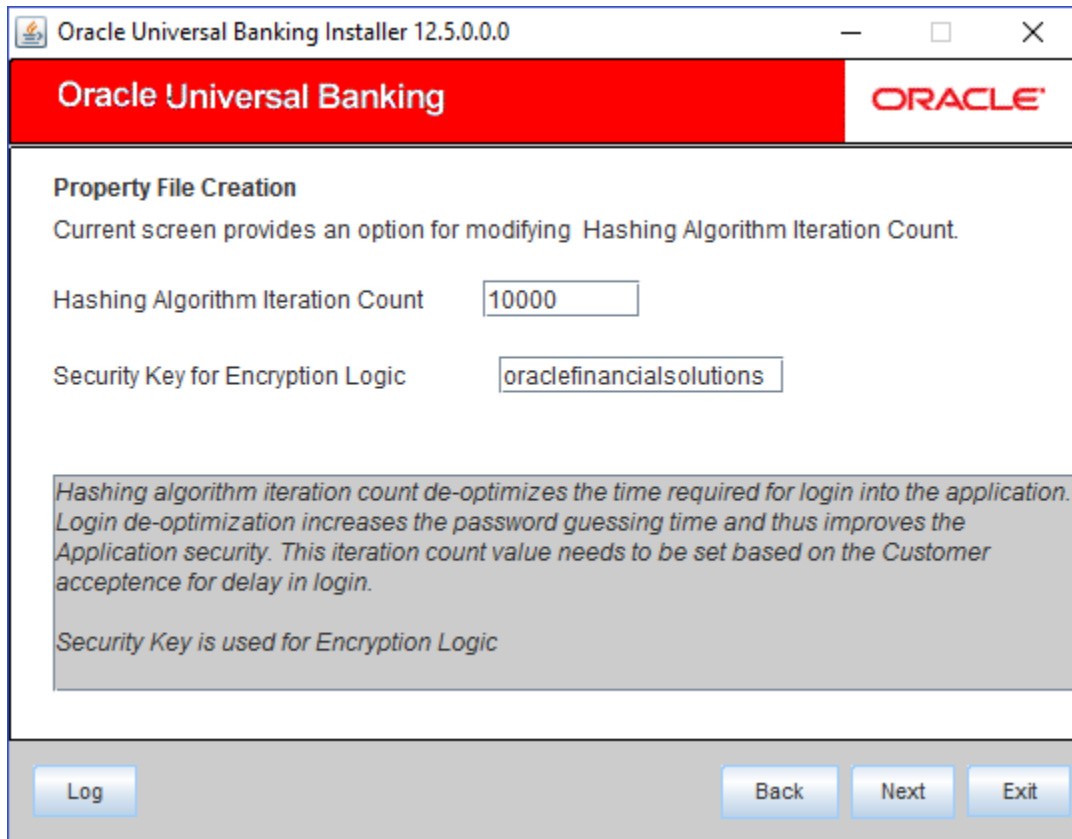 Oracle Universal Banking Installer 12.5.0.0.0
Oracle Universal Banking
ORACLE
Property File Creation
Current screen provides an option for modifying Hashing Algorithm Iteration Count.
Hashing Algorithm Iteration Count 10000
Security Key for Encryption Logic oraclefinancialsolutions
Hashing algorithm iteration count de-optimizes the time required for login into the application.
Login de-optimization increases the password guessing time and thus improves the
Application security. This iteration count value needs to be set based on the Customer
acceptence for delay in login.
Security Key is used for Encryption Logic
Log Back Next Exit